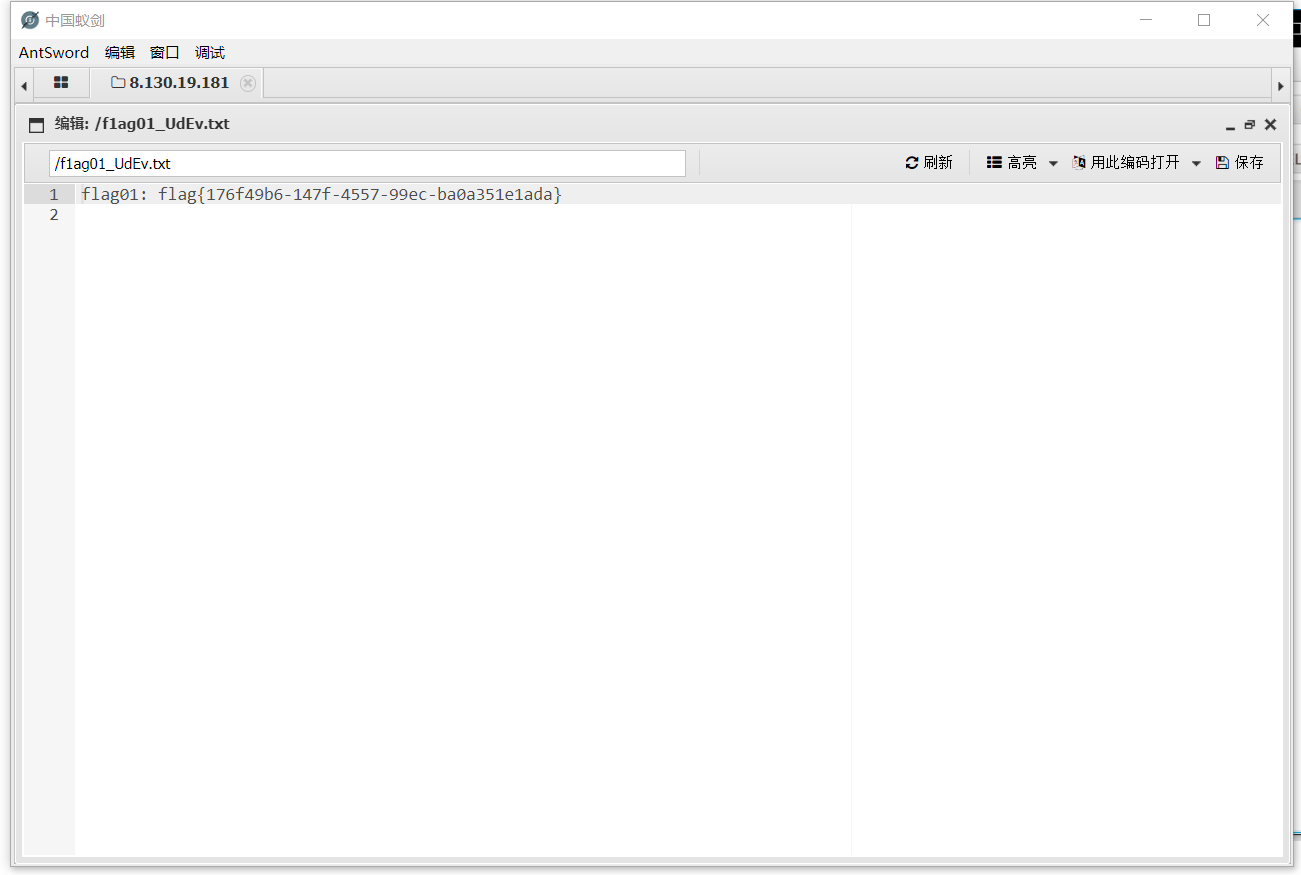 中国蚁剑
AntSword 编辑 窗口 调试
8.130.19.181
编辑: /f1ag01_UdEv.txt
/f1ag01_UdEv.txt 刷新 高亮 用此编码打开 保存
1 flag01: flag{176f49b6-147f-4557-99ec-ba0a351e1ada}
2